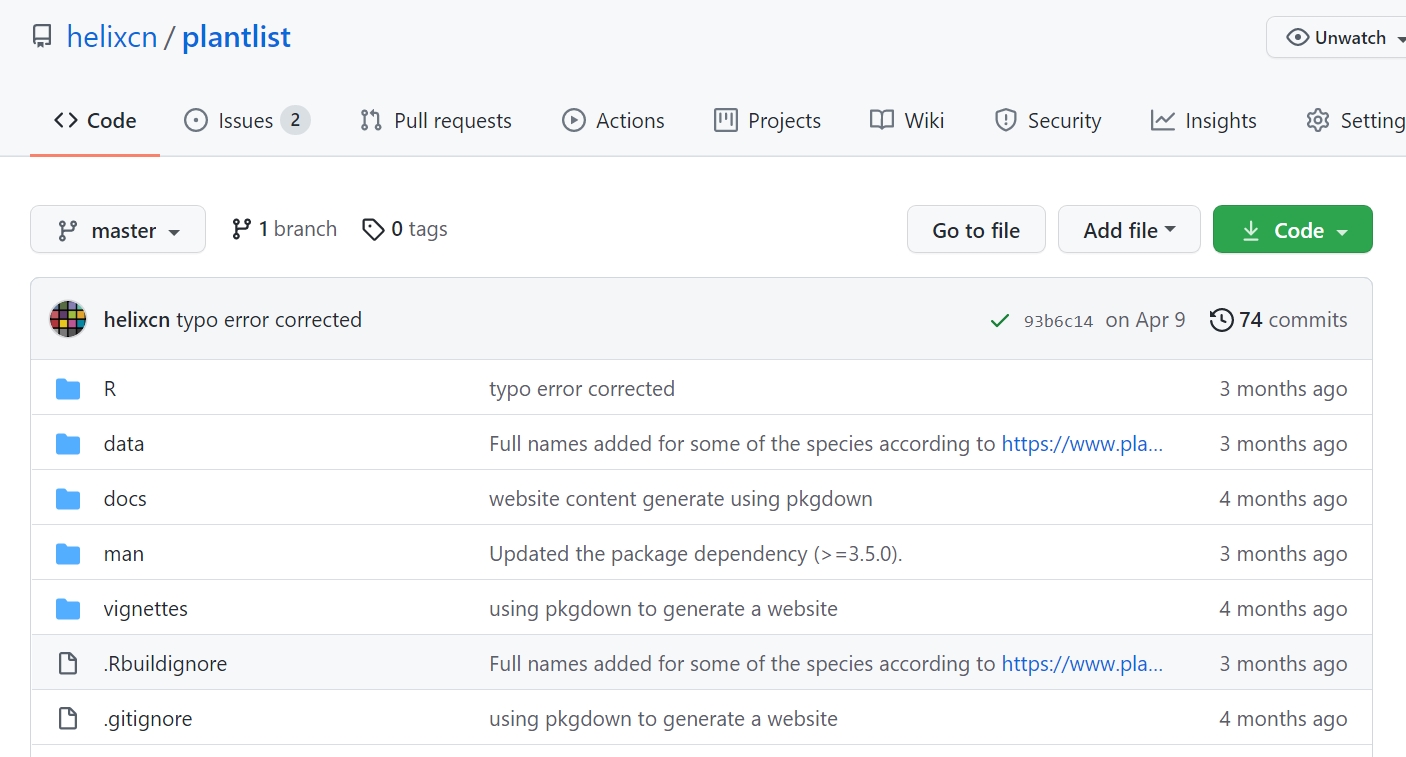 helixcn / plantlist
Unwatch
Code
Issues 2
Pull requests
Actions
Projects
Wiki
Security
Insights
Setting
master
1 branch
0 tags
Go to file
Add file
Code
helixcn typo error corrected
93b6c14 on Apr 9
74 commits
R typo error corrected 3 months ago
data Full names added for some of the species according to https://www.pla... 3 months ago
docs website content generate using pkgdown 4 months ago
man Updated the package dependency (>=3.5.0). 3 months ago
vignettes using pkgdown to generate a website 4 months ago
.Rbuildignore Full names added for some of the species according to https://www.pla... 3 months ago
.gitignore using pkgdown to generate a website 4 months ago